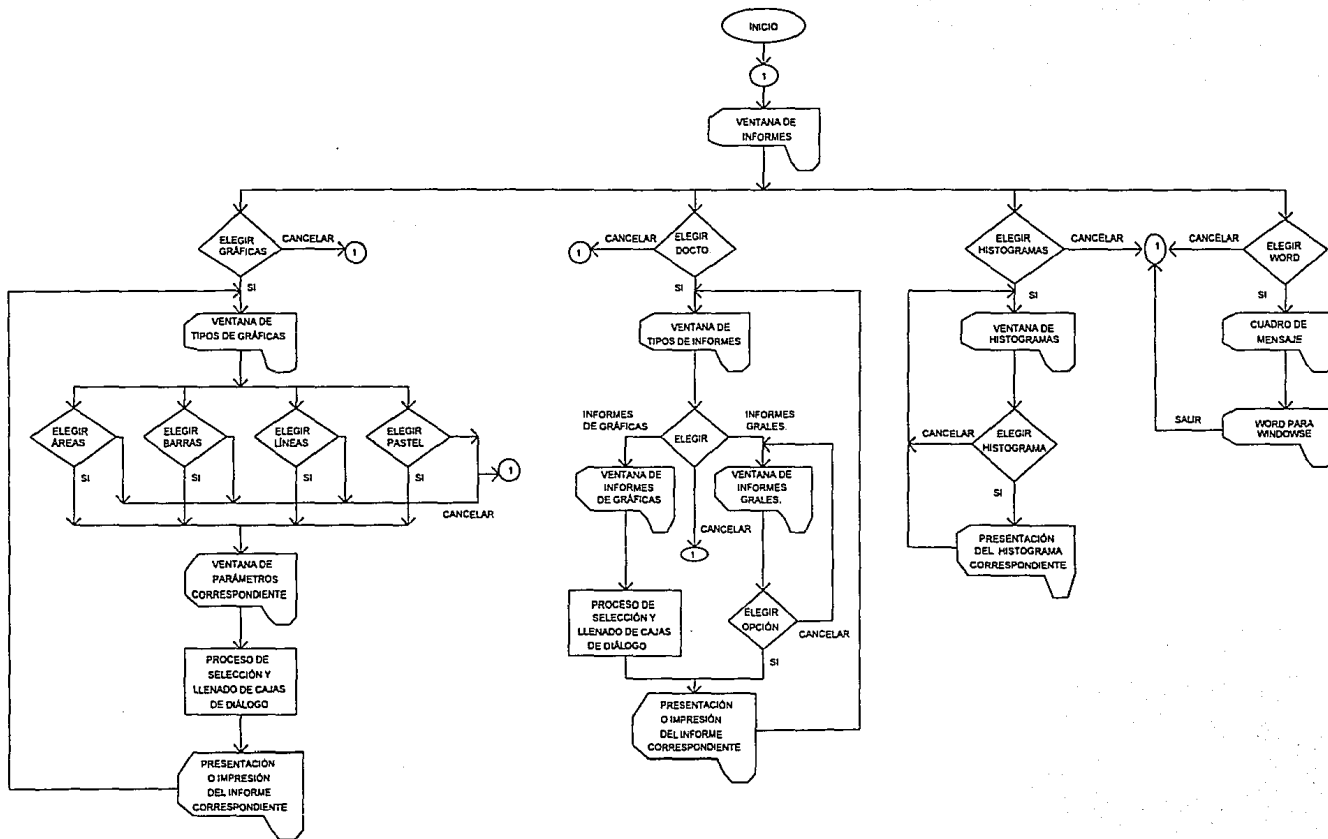 INICIO
1
VENTANA DE
INFORMES
ELEGIR
GRÁFICAS
CANCELAR
1
SI
VENTANA DE
TIPOS DE GRÁFICAS
ELEGIR
ÁREAS
SI
ELEGIR
BARRAS
SI
ELEGIR
LÍNEAS
SI
ELEGIR
PASTEL
SI
1
CANCELAR
VENTANA DE
PARÁMETROS
CORRESPONDIENTE
PROCESO DE
SELECCIÓN Y
LLENADO DE CAJAS
DE DIÁLOGO
PRESENTACIÓN
O IMPRESIÓN
DEL INFORME
CORRESPONDIENTE
1
CANCELAR
ELEGIR
DOCTO.
SI
VENTANA DE
TIPOS DE INFORMES
INFORMES
DE GRÁFICAS
ELEGIR
INFORMES
GRALES.
VENTANA DE
INFORMES
DE GRÁFICAS
CANCELAR
1
VENTANA DE
INFORMES
GRALES.
PROCESO DE
SELECCIÓN Y
LLENADO DE CAJAS
DE DIÁLOGO
ELEGIR
OPCIÓN
CANCELAR
SI
PRESENTACIÓN
O IMPRESIÓN
DEL INFORME
CORRESPONDIENTE
ELEGIR
HISTOGRAMAS
CANCELAR
1
SI
VENTANA DE
HISTOGRAMAS
CANCELAR
ELEGIR
HISTOGRAMA
SI
PRESENTACIÓN
DEL HISTOGRAMA
CORRESPONDIENTE
CANCELAR
ELEGIR
WORD
SI
CUADRO DE
MENSAJE
SALIR
WORD PARA
WINDOWSE